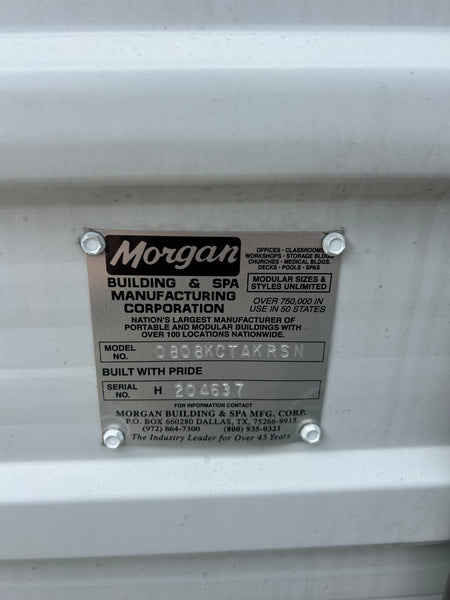 Morgan
BUILDING & SPA
MANUFACTURING
CORPORATION
OFFICES · CLASSROOMS
WORKSHOPS · STORAGE BLDGS
CHURCHES · MEDICAL BLDGS.
DECKS · POOLS · SPAS
MODULAR SIZES &
STYLES UNLIMITED
OVER 750,000 IN
USE IN 50 STATES
NATION'S LARGEST MANUFACTURER OF
PORTABLE AND MODULAR BUILDINGS WITH
OVER 100 LOCATIONS NATIONWIDE.
MODEL NO. 0808KCTAKRSN
BUILT WITH PRIDE
SERIAL NO. H 204637
FOR INFORMATION CONTACT
MORGAN BUILDING & SPA MFG. CORP.
P.O. BOX 660280 DALLAS, TX, 75266-9915
(972) 864-7300 (800) 935-0321
The Industry Leader for Over 45 Years